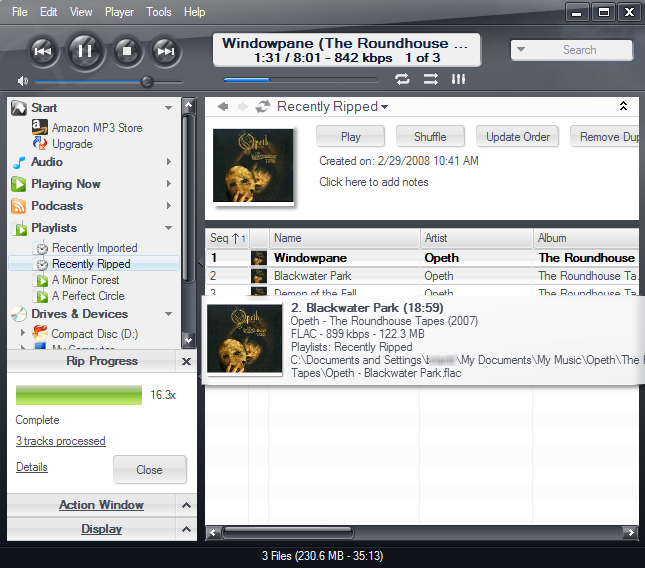 File Edit View Player Tools Help
Windowpane (The Roundhouse ...
1:31 / 8:01 - 842 kbps 1 of 3
Search
Start
Amazon MP3 Store
Upgrade
Audio
Playing Now
Podcasts
Playlists
Recently Imported
Recently Ripped
A Minor Forest
A Perfect Circle
Drives & Devices
Compact Disc (D:)
My Computer
Rip Progress
16.3x
Complete
3 tracks processed
Details
Close
Action Window
Display
Recently Ripped
Opeth
Play Shuffle Update Order Remove Dup
Created on: 2/29/2008 10:41 AM
Click here to add notes
Seq 1 Name Artist Album
1 Windowpane Opeth The Roundhouse
2 Blackwater Park Opeth The Roundhouse Ta..
3 Demon of the Fall Opeth The Roundhouse Ta..
2. Blackwater Park (18:59)
Opeth - The Roundhouse Tapes (2007)
FLAC - 899 kbps - 122.3 MB
Playlists: Recently Ripped
C:\Documents and Settings\ \My Documents\My Music\Opeth\The
Tapes\Opeth - Blackwater Park.flac
Opeth
3 Files (230.6 MB - 35:13)